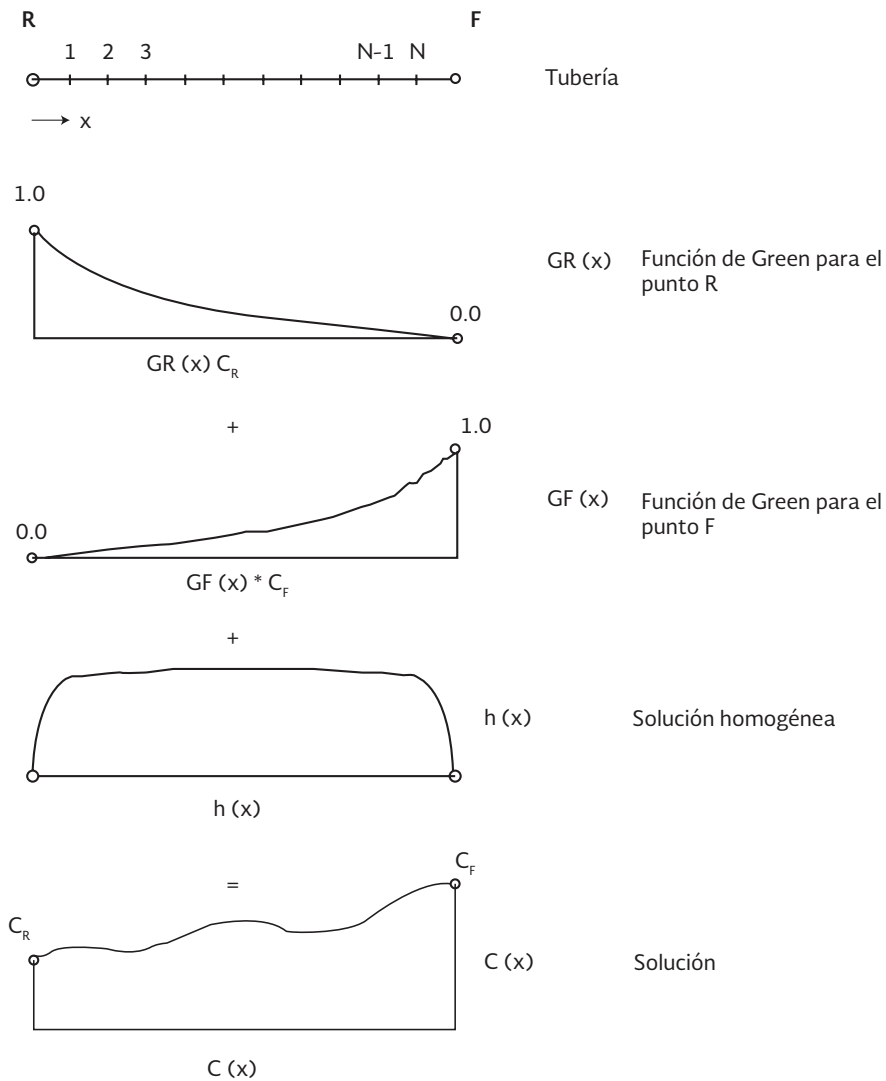 R F
1 2 3 N-1 N
Tubería
x
1.0
GR (x) Función de Green para el
punto R
0.0
GR (x) C_R
+
1.0
GF (x) Función de Green para el
punto F
0.0
GF (x) * C_F
+
h (x) Solución homogénea
h (x)
C_F
=
C_R
C (x) Solución
C (x)